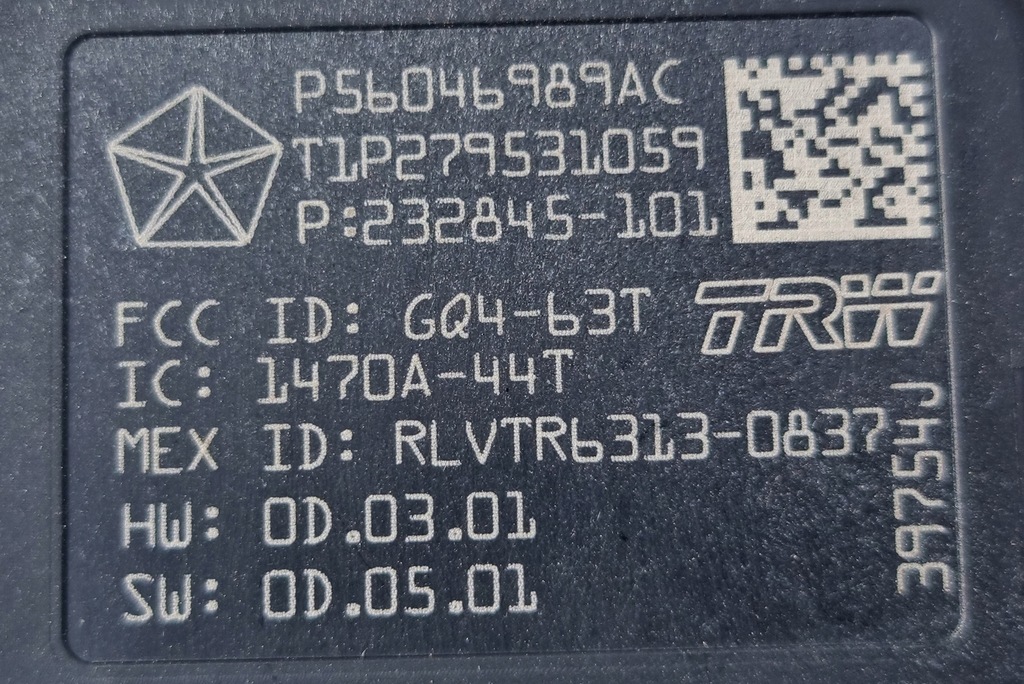 P56046989AC
T1P279531059
P:232845-101
TRW
FCC ID: GQ4-63T
IC: 1470A-44T
MEX ID: RLVTR6313-0837
HW: 0D.03.01
SW: 0D.05.01
39754J